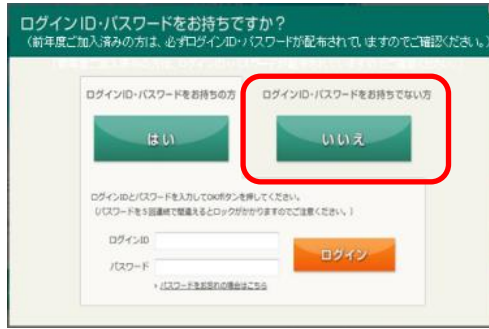 ログインID・パスワードをお持ちですか？
（前年度ご加入済みの方は、必ずログインID・パスワードが配布されていますのでご確認ください。）
ログインID・パスワードをお持ちの方
ログインID・パスワードをお持ちでない方
はい
いいえ
ログインIDとパスワードを入力してOKボタンを押してください。
（パスワードを5回連続で間違えるとロックがかかりますのでご注意ください。）
ログインID
パスワード
ログイン
パスワードをお忘れの場合はこちら